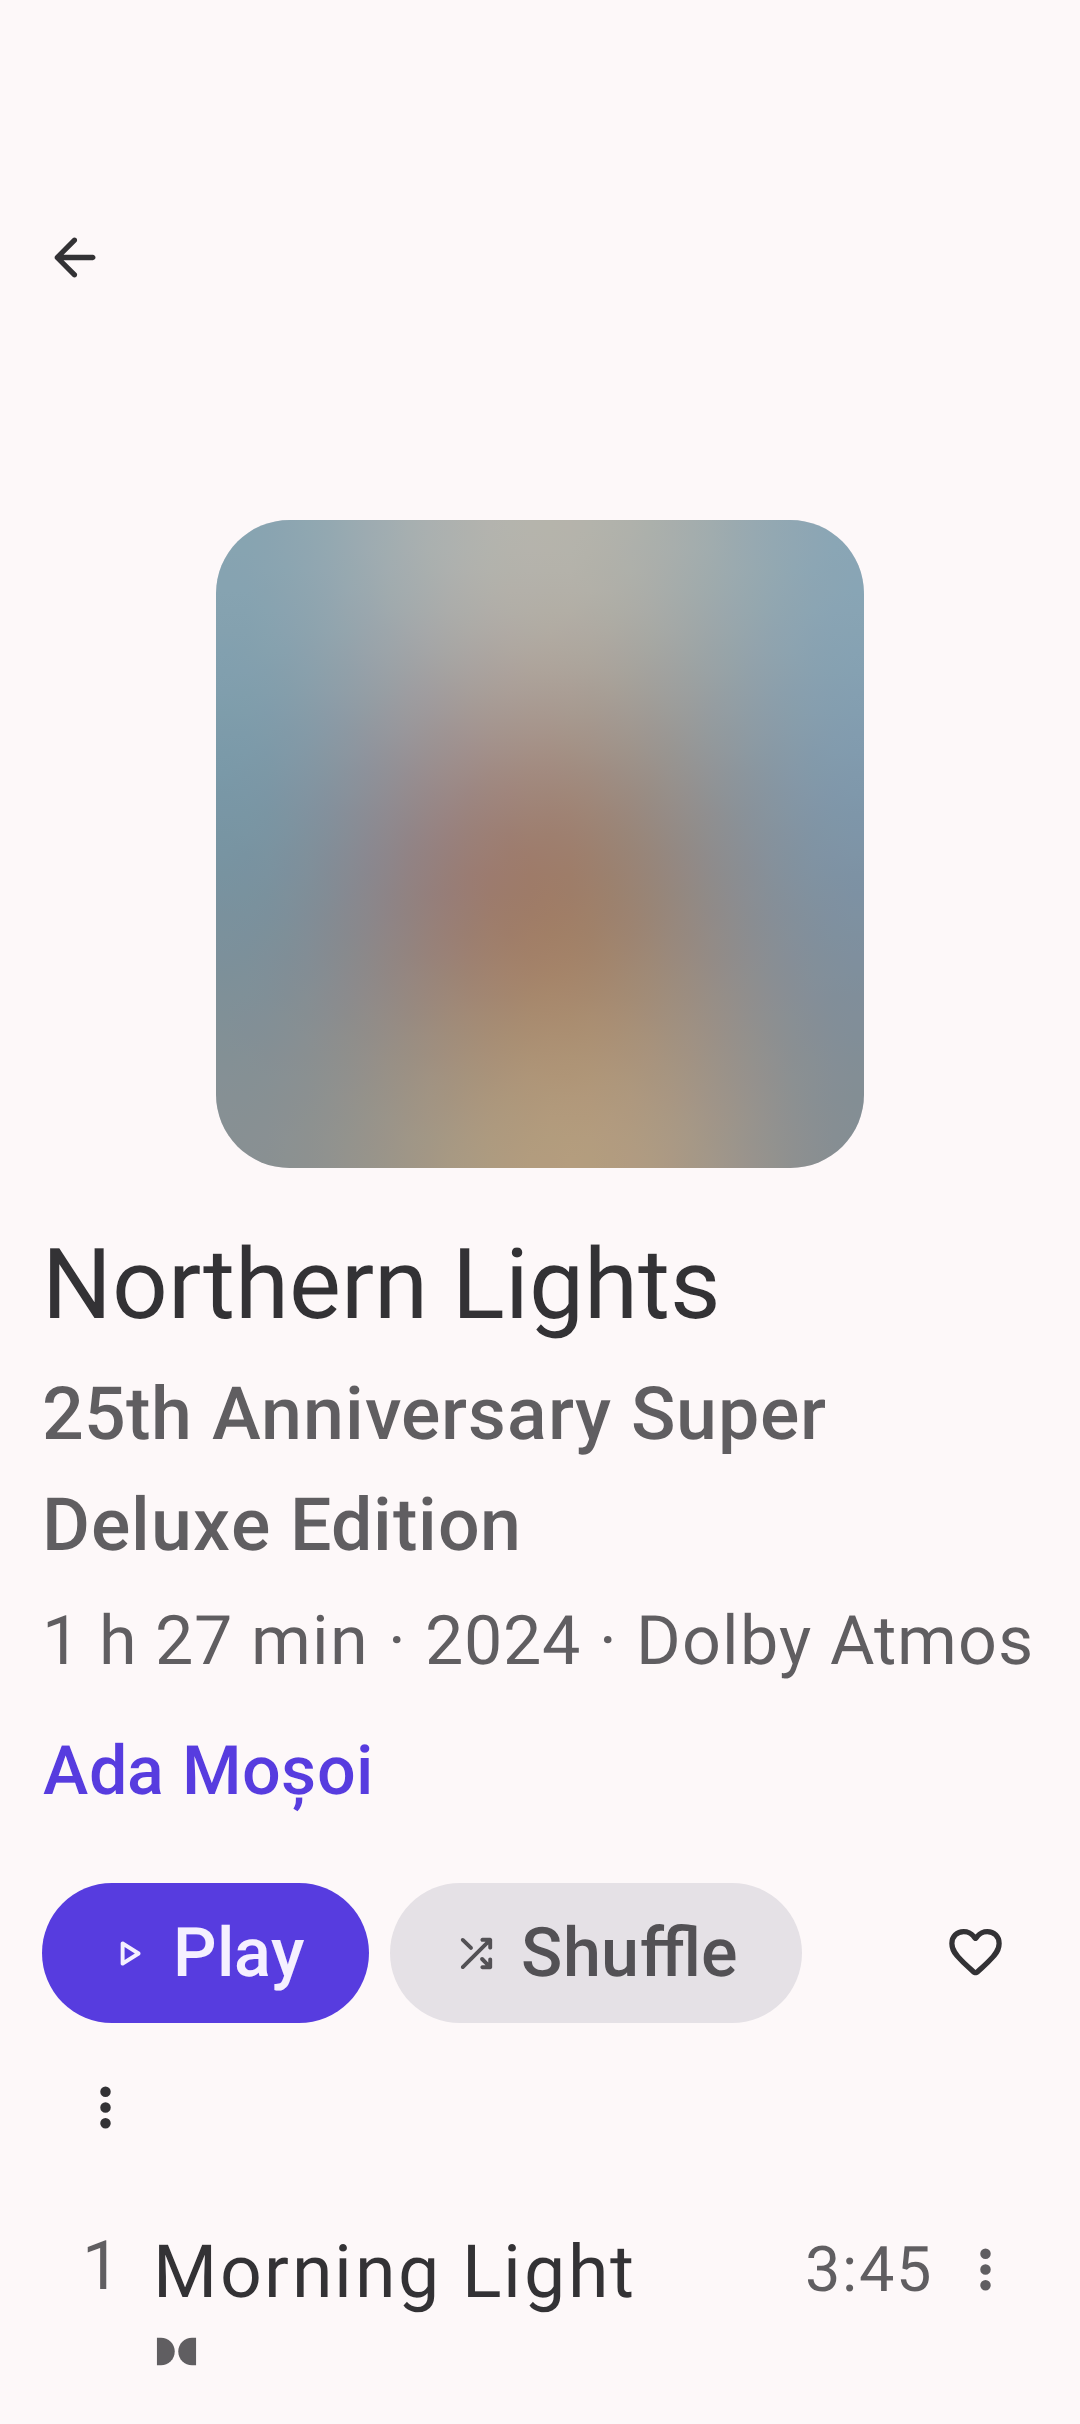 Northern Lights
25th Anniversary Super
Deluxe Edition
1 h 27 min · 2024 · Dolby Atmos
Ada Moșoi
Play
Shuffle
1 Morning Light 3:45